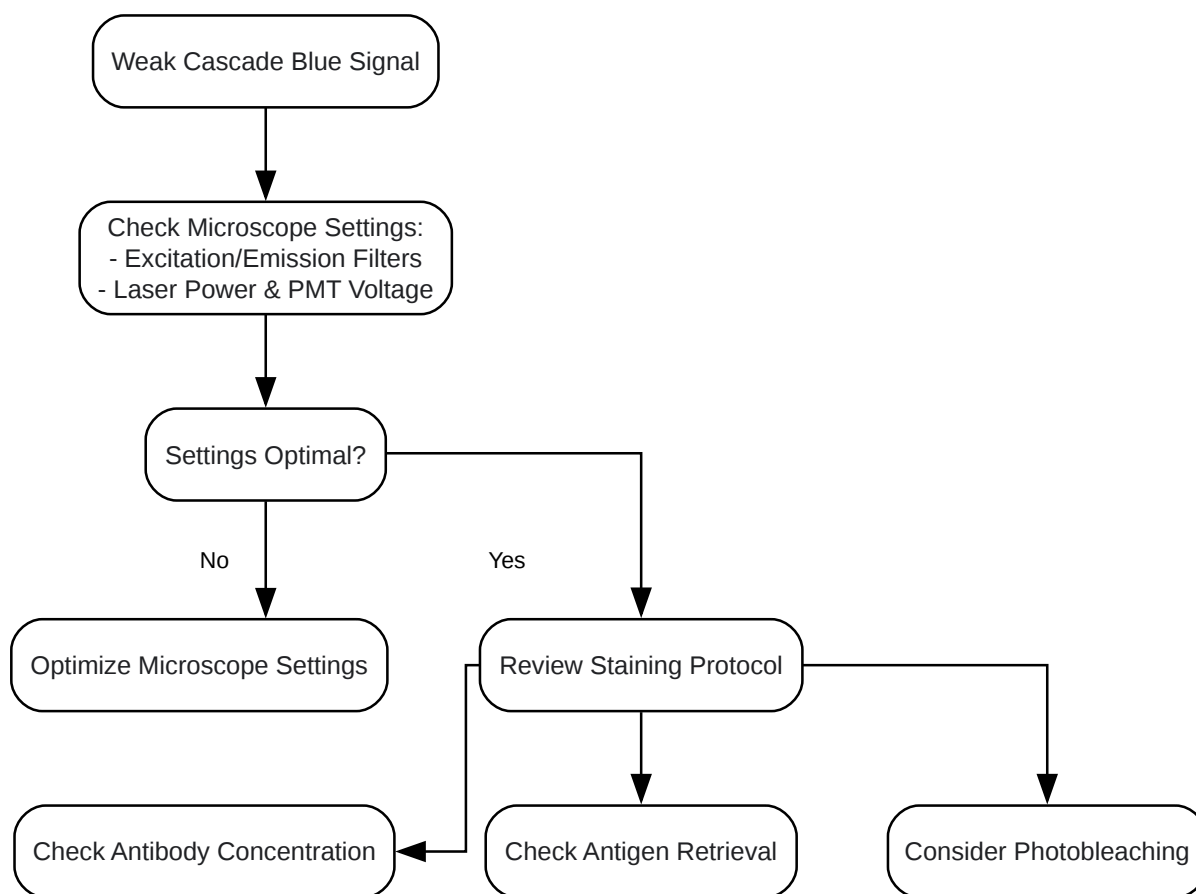 Weak Cascade Blue Signal
Check Microscope Settings:
- Excitation/Emission Filters
- Laser Power & PMT Voltage
Settings Optimal?
No
Yes
Optimize Microscope Settings
Review Staining Protocol
Check Antibody Concentration
Check Antigen Retrieval
Consider Photobleaching